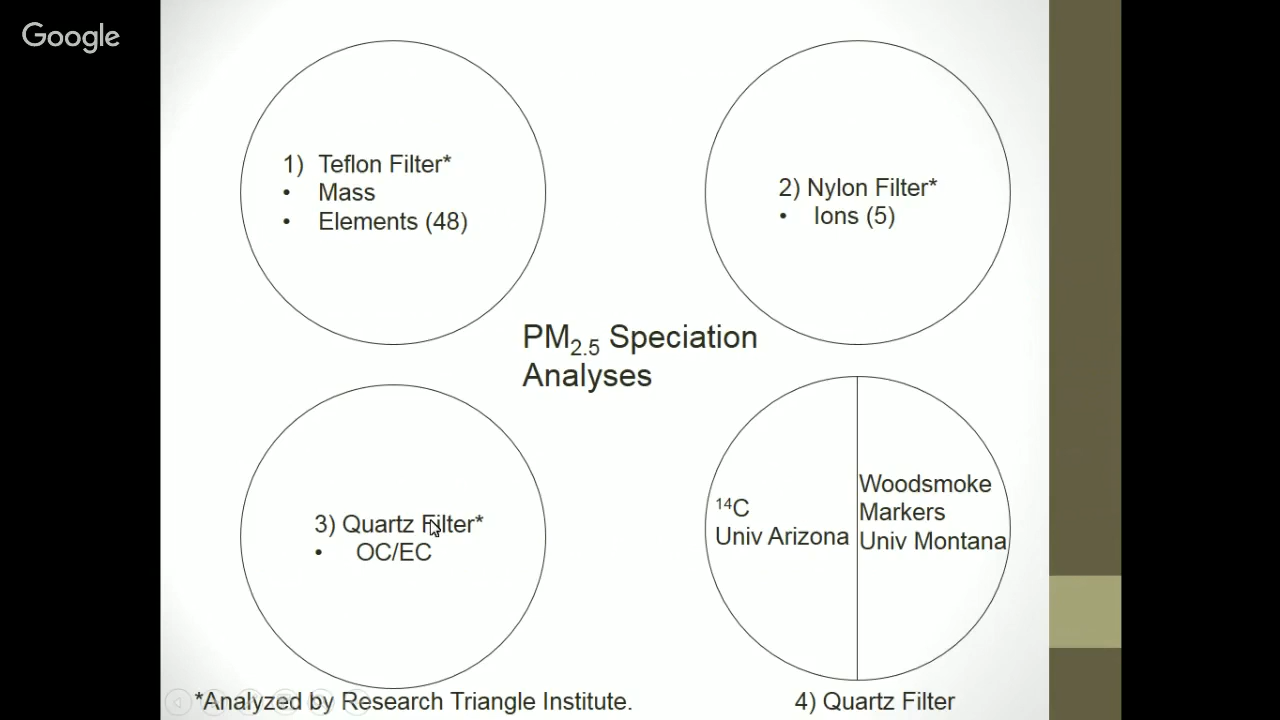 Google
1) Teflon Filter*
• Mass
• Elements (48)
2) Nylon Filter*
• Ions (5)
PM2.5 Speciation
Analyses
3) Quartz Filter*
• OC/EC
14C
Univ Arizona
Woodsmoke
Markers
Univ Montana
*Analyzed by Research Triangle Institute.
4) Quartz Filter